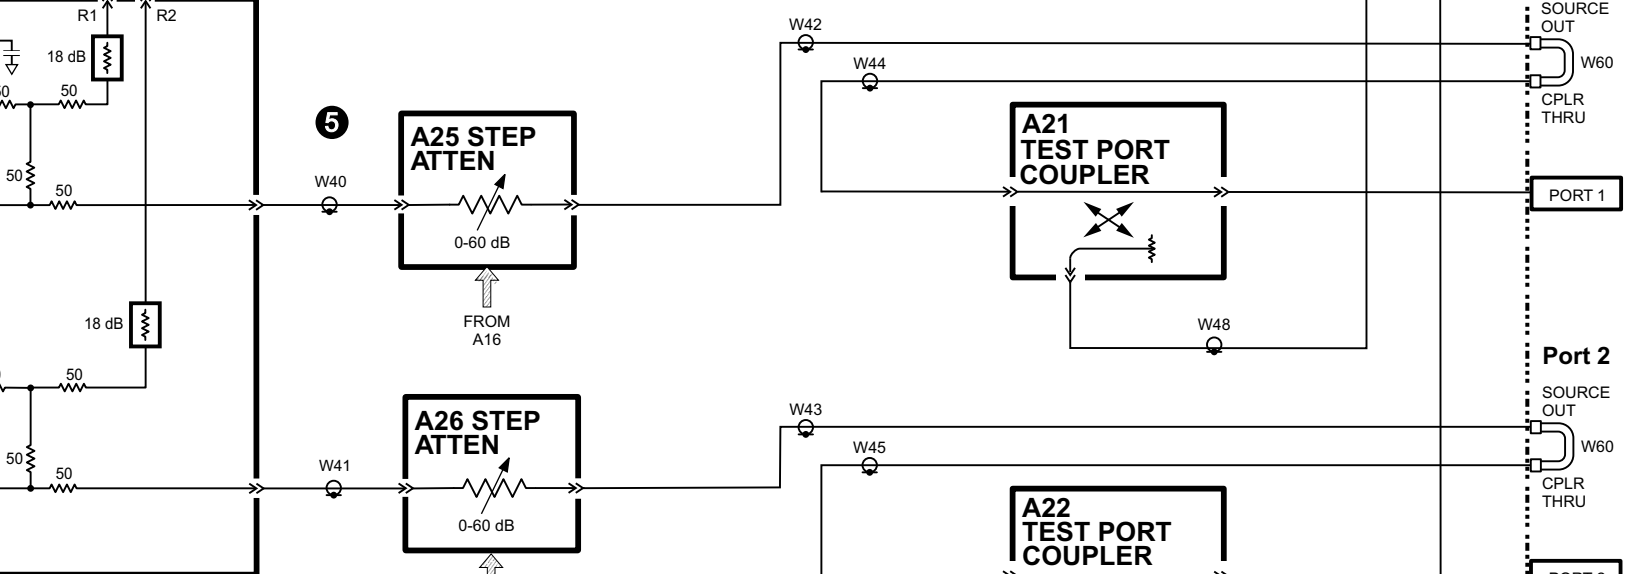 R1
R2
18 dB
50
50
50
50
5
W40
A25 STEP
ATTEN
0-60 dB
FROM
A16
W42
W44
A21
TEST PORT
COUPLER
W48
SOURCE
OUT
W60
CPLR
THRU
PORT 1
18 dB
50
50
50
W41
A26 STEP
ATTEN
0-60 dB
W43
W45
A22
TEST PORT
COUPLER
Port 2
SOURCE
OUT
W60
CPLR
THRU